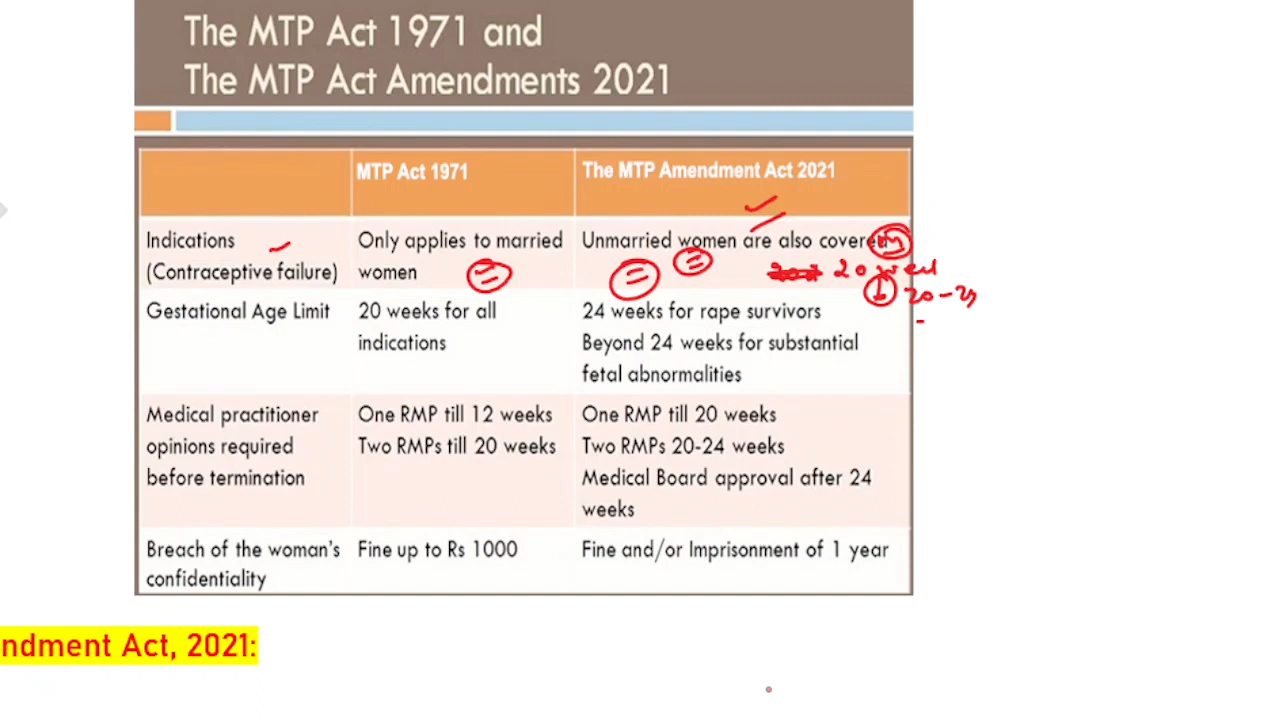 The MTP Act 1971 and
The MTP Act Amendments 2021
MTP Act 1971
The MTP Amendment Act 2021
Indications
(Contraceptive failure)
Only applies to married
women
Unmarried women are also covered
20 week
20-24
Gestational Age Limit
20 weeks for all
indications
24 weeks for rape survivors
Beyond 24 weeks for substantial
fetal abnormalities
Medical practitioner
opinions required
before termination
One RMP till 12 weeks
Two RMPs till 20 weeks
One RMP till 20 weeks
Two RMPs 20-24 weeks
Medical Board approval after 24
weeks
Breach of the woman's
confidentiality
Fine up to Rs 1000
Fine and/or Imprisonment of 1 year
ndment Act, 2021: